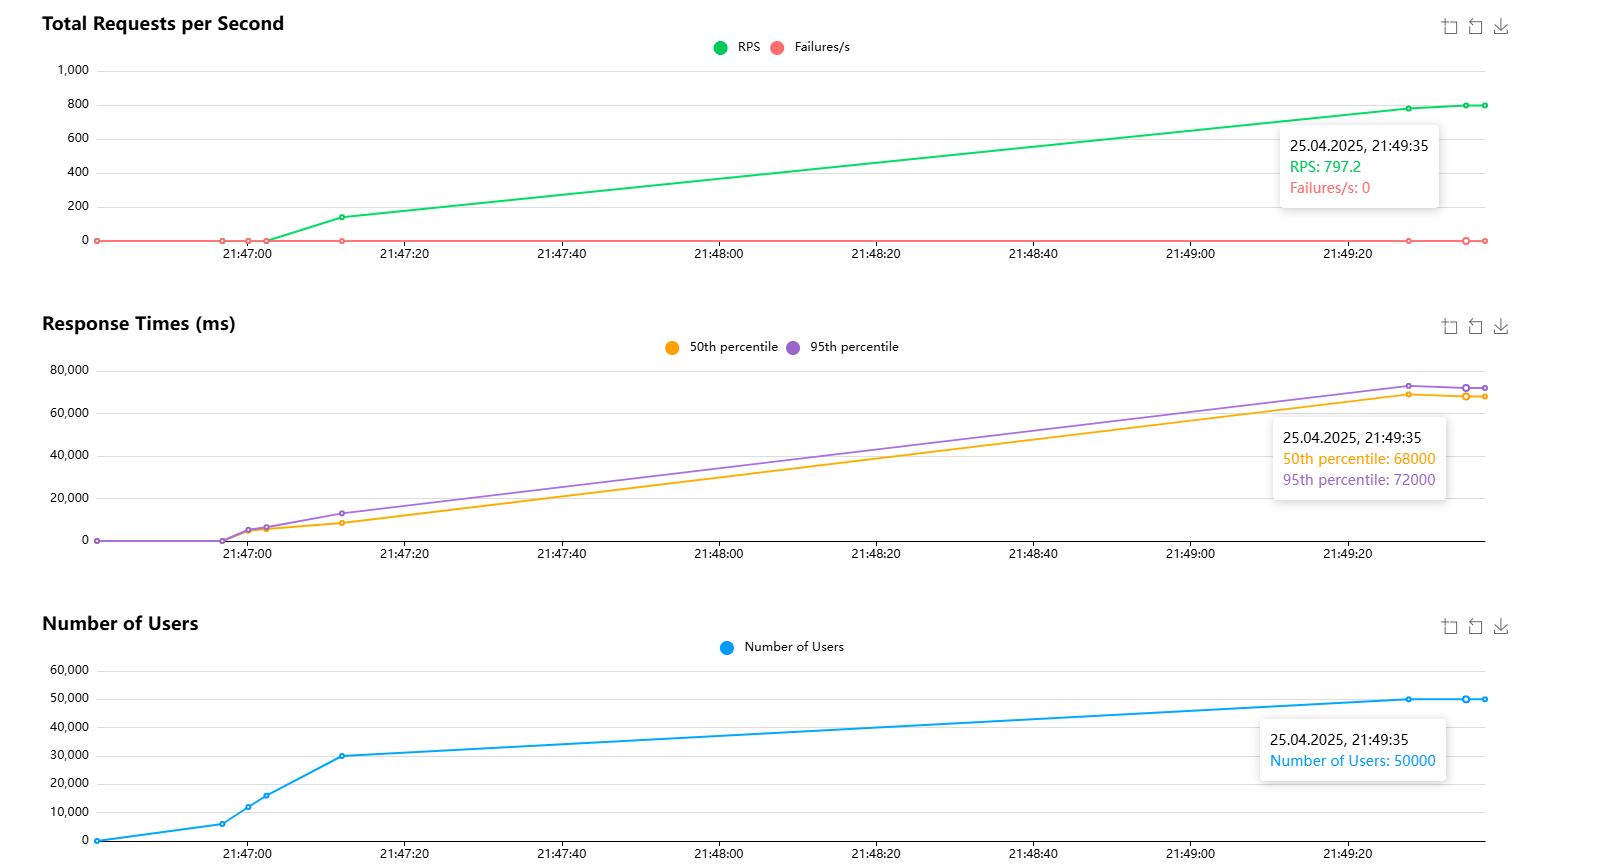 Total Requests per Second
RPS Failures/s
1,000
800
600
400
200
0
25.04.2025, 21:49:35
RPS: 797.2
Failures/s: 0
21:47:00 21:47:20 21:47:40 21:48:00 21:48:20 21:48:40 21:49:00 21:49:20
Response Times (ms)
50th percentile 95th percentile
80,000
60,000
40,000
20,000
0
25.04.2025, 21:49:35
50th percentile: 68000
95th percentile: 72000
21:47:00 21:47:20 21:47:40 21:48:00 21:48:20 21:48:40 21:49:00 21:49:20
Number of Users
Number of Users
60,000
50,000
40,000
30,000
20,000
10,000
0
25.04.2025, 21:49:35
Number of Users: 50000
21:47:00 21:47:20 21:47:40 21:48:00 21:48:20 21:48:40 21:49:00 21:49:20